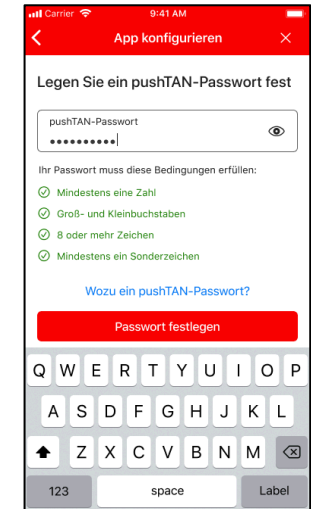 Carrier 9:41 AM
App konfigurieren
Legen Sie ein pushTAN-Passwort fest
pushTAN-Passwort
••••••••••
Ihr Passwort muss diese Bedingungen erfüllen:
Mindestens eine Zahl
Groß- und Kleinbuchstaben
8 oder mehr Zeichen
Mindestens ein Sonderzeichen
Wozu ein pushTAN-Passwort?
Passwort festlegen
Q W E R T Y U I O P
A S D F G H J K L
Z X C V B N M
123 space Label